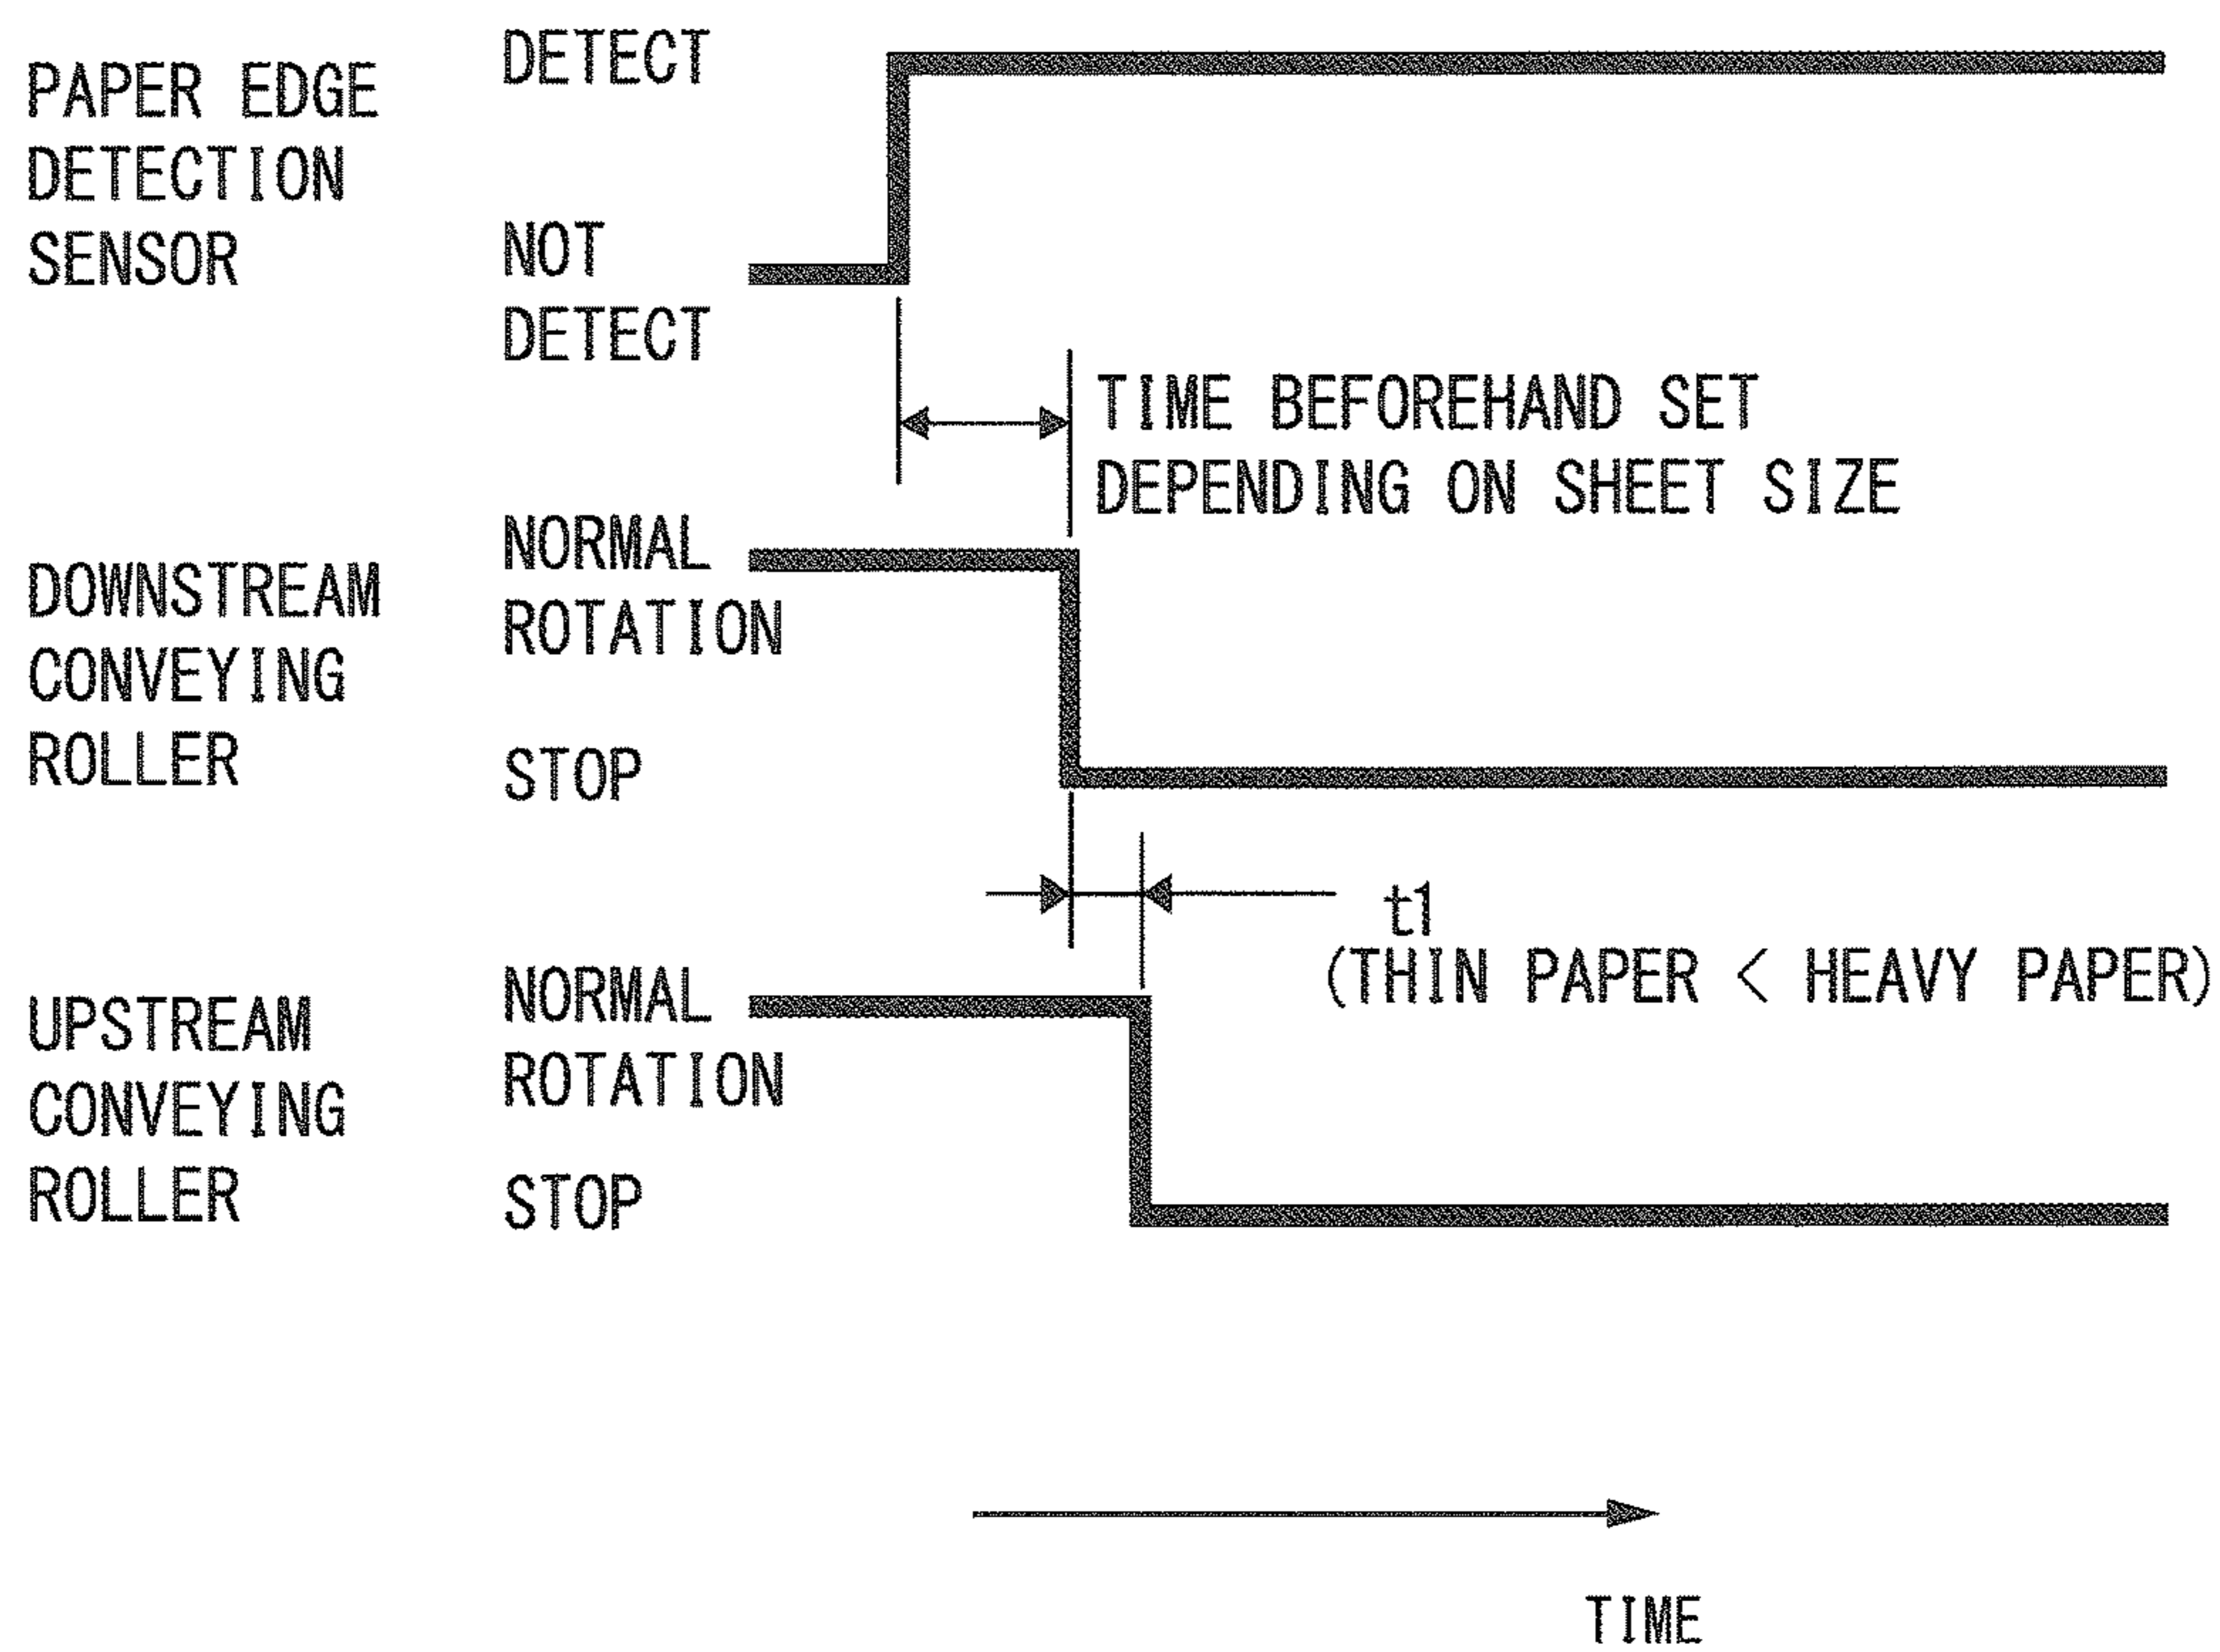 PAPER EDGE
DETECTION
SENSOR
DETECT
NOT
DETECT
TIME BEFOREHAND SET
DEPENDING ON SHEET SIZE
DOWNSTREAM
CONVEYING
ROLLER
NORMAL
ROTATION
STOP
t1
(THIN PAPER < HEAVY PAPER)
UPSTREAM
CONVEYING
ROLLER
NORMAL
ROTATION
STOP
TIME